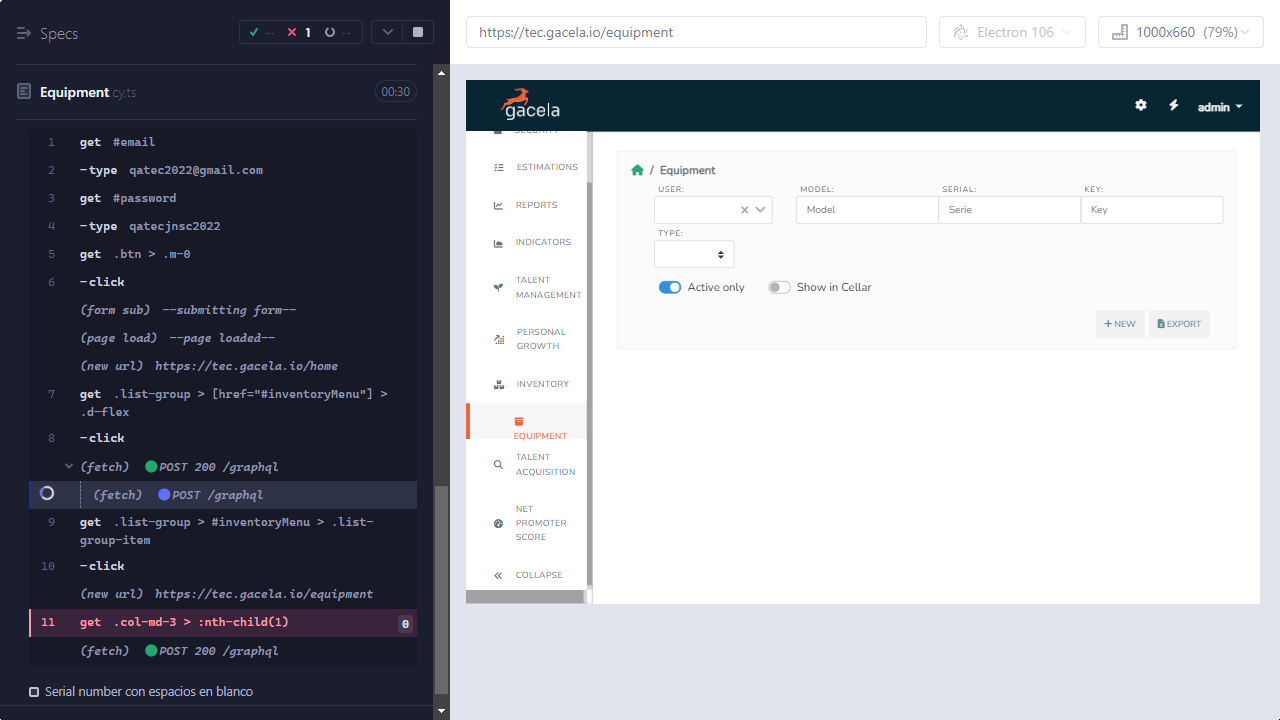 Specs
--
1
--
https://tec.gacela.io/equipment
Electron 106
1000x660 (79%)
Equipment cy.ts
00:30
1 get #email
2 -type qatec2022@gmail.com
3 get #password
4 -type qatecjnsc2022
5 get .btn > .m-0
6 -click
(form sub) --submitting form--
(page load) --page loaded--
(new url) https://tec.gacela.io/home
7 get .list-group > [href="#inventoryMenu"] >
.d-flex
8 -click
(fetch) POST 200 /graphql
(fetch) POST /graphql
9 get .list-group > #inventoryMenu > .list-
group-item
10 -click
(new url) https://tec.gacela.io/equipment
11 get .col-md-3 > :nth-child(1) 0
(fetch) POST 200 /graphql
Serial number con espacios en blanco
gacela
admin
SECURITY
ESTIMATIONS
REPORTS
INDICATORS
TALENT
MANAGEMENT
PERSONAL
GROWTH
INVENTORY
EQUIPMENT
TALENT
ACQUISITION
NET
PROMOTER
SCORE
COLLAPSE
/ Equipment
USER: MODEL: SERIAL: KEY:
Model Serie Key
TYPE:
Active only Show in Cellar
NEW EXPORT